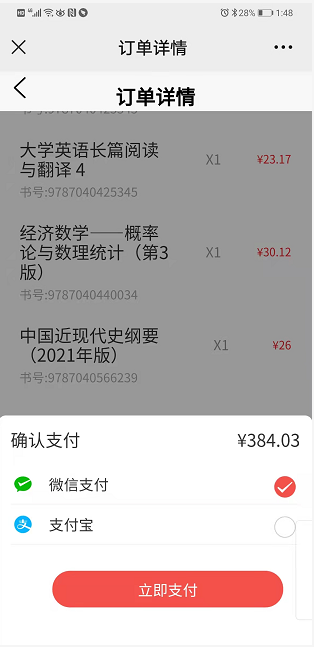 28% 1:48
订单详情
订单详情
大学英语长篇阅读
与翻译 4
X1
¥23.17
书号:9787040425345
经济数学——概率
论与数理统计（第3
版）
X1
¥30.12
书号:9787040440034
中国近现代史纲要
（2021年版）
X1
¥26
书号:9787040566239
确认支付
¥384.03
微信支付
支付宝
立即支付